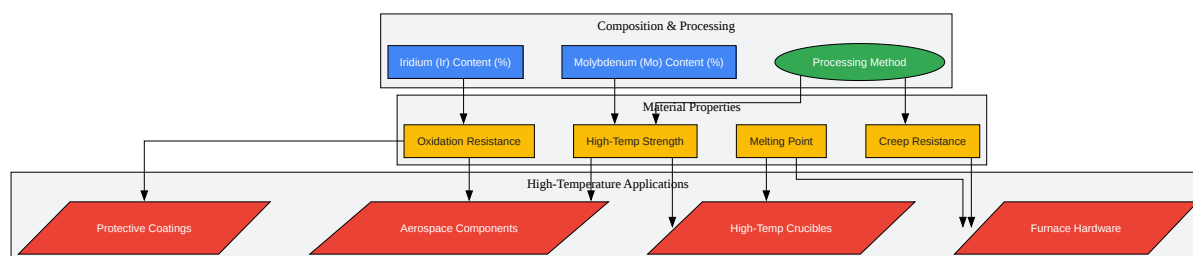 Composition & Processing
Iridium (Ir) Content (%)
Molybdenum (Mo) Content (%)
Processing Method
Material Properties
Oxidation Resistance
High-Temp Strength
Melting Point
Creep Resistance
High-Temperature Applications
Protective Coatings
Aerospace Components
High-Temp Crucibles
Furnace Hardware